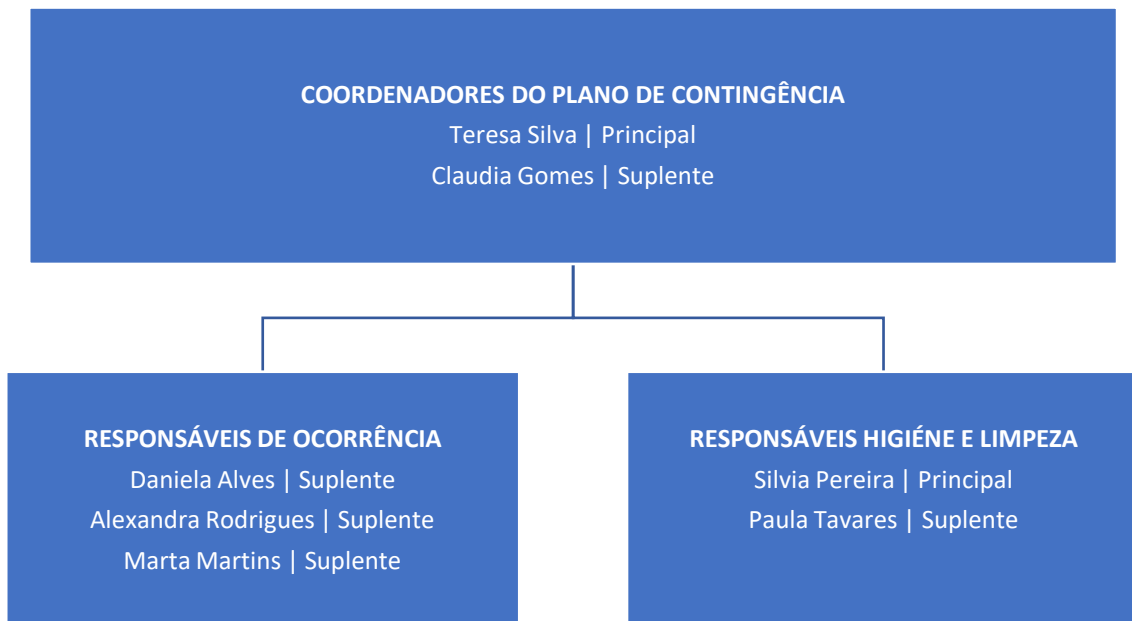 COORDENADORES DO PLANO DE CONTINGÊNCIA
Teresa Silva | Principal
Claudia Gomes | Suplente
RESPONSÁVEIS DE OCORRÊNCIA
Daniela Alves | Suplente
Alexandra Rodrigues | Suplente
Marta Martins | Suplente
RESPONSÁVEIS HIGIÉNE E LIMPEZA
Silvia Pereira | Principal
Paula Tavares | Suplente